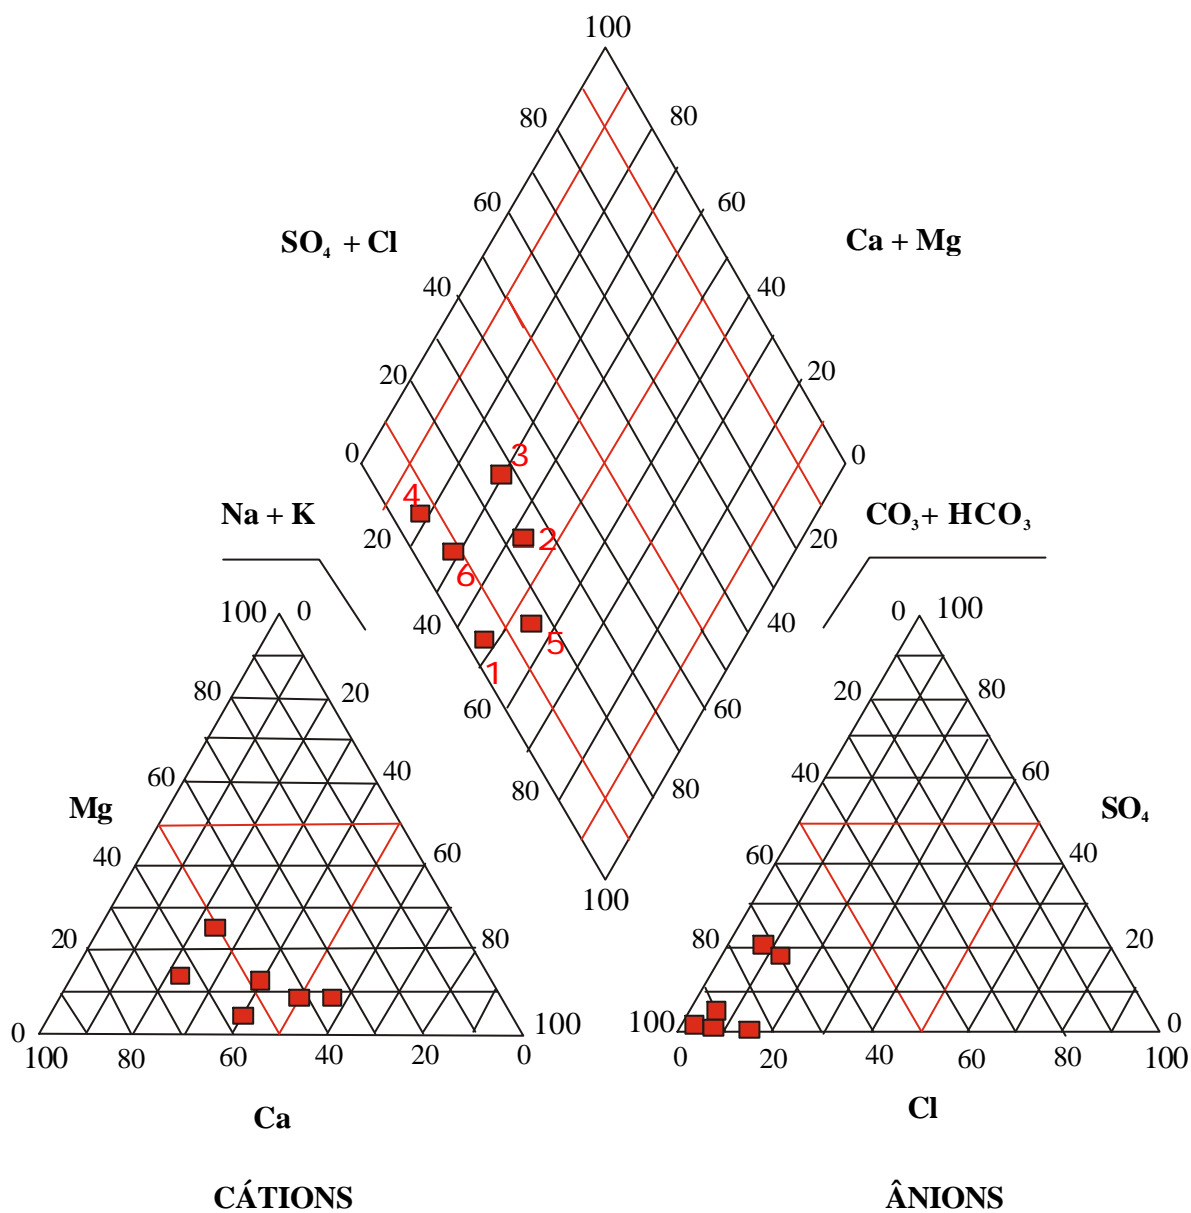 100
80 80
60 60
SO₄ + Cl Ca + Mg
40 40
20 20
0 3 0
4
Na + K CO₃ + HCO₃
20 2 20
6
100 0 40 40 0 100
5
1
80 20 60 60 20 80
60 40 80 80 40 60
Mg SO₄
40 60 60 40
100
20 80 80 20
0 100 100 0
100 80 60 40 20 0 0 20 40 60 80 100
Ca Cl
CÁTIONS ÂNIONS